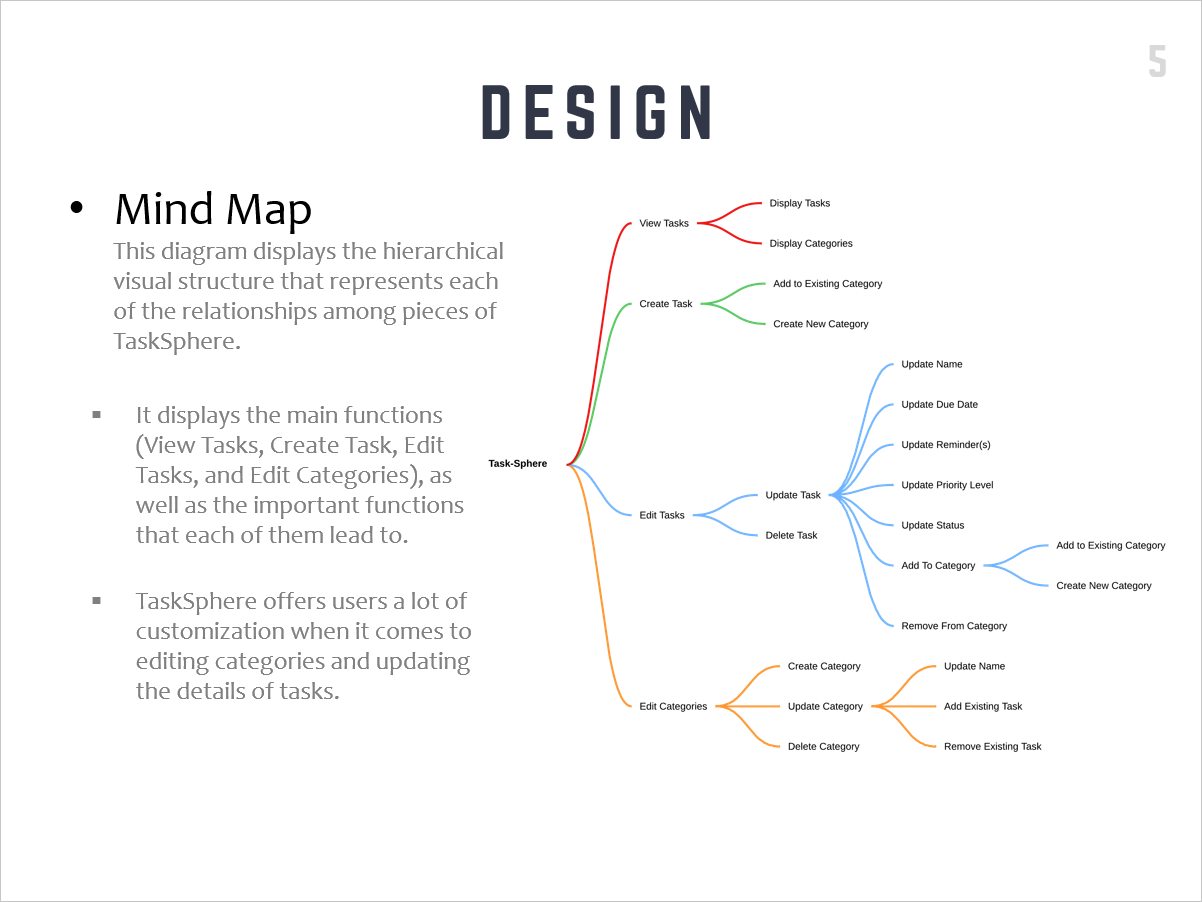 5
DESIGN
• Mind Map
This diagram displays the hierarchical
visual structure that represents each
of the relationships among pieces of
TaskSphere.
▪ It displays the main functions
(View Tasks, Create Task, Edit
Tasks, and Edit Categories), as
well as the important functions
that each of them lead to.
▪ TaskSphere offers users a lot of
customization when it comes to
editing categories and updating
the details of tasks.
Task-Sphere
View Tasks
Display Tasks
Display Categories
Create Task
Add to Existing Category
Create New Category
Edit Tasks
Update Task
Update Name
Update Due Date
Update Reminder(s)
Update Priority Level
Update Status
Add To Category
Add to Existing Category
Create New Category
Remove From Category
Delete Task
Edit Categories
Create Category
Update Category
Update Name
Add Existing Task
Remove Existing Task
Delete Category